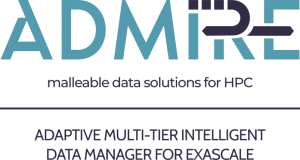 ADMIRE
malleable data solutions for HPC
ADAPTIVE MULTI-TIER INTELLIGENT
DATA MANAGER FOR EXASCALE